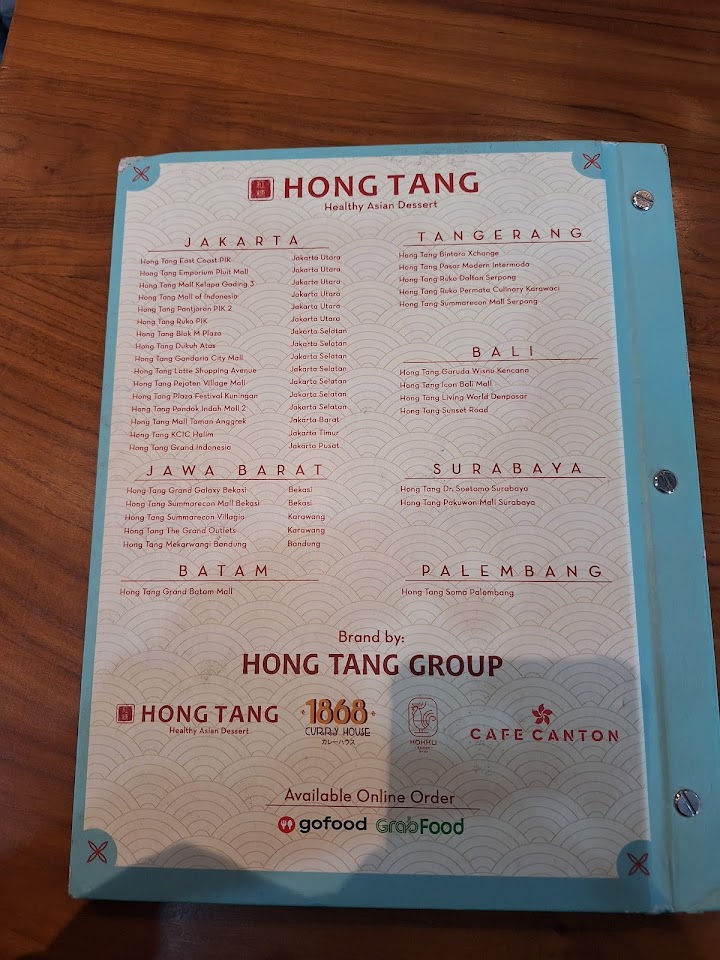 紅糖 HONG TANG
Healthy Asian Dessert
JAKARTA
Hong Tang East Coast PIK Jakarta Utara
Hong Tang Emporium Pluit Mall Jakarta Utara
Hong Tang Mall Kelapa Gading 3 Jakarta Utara
Hong Tang Mall of Indonesia Jakarta Utara
Hong Tang Pantjoran PIK 2 Jakarta Utara
Hong Tang Ruko PIK Jakarta Utara
Hong Tang Blok M Plaza Jakarta Selatan
Hong Tang Dukuh Atas Jakarta Selatan
Hong Tang Gandaria City Mall Jakarta Selatan
Hong Tang Lotte Shopping Avenue Jakarta Selatan
Hong Tang Pejaten Village Mall Jakarta Selatan
Hong Tang Plaza Festival Kuningan Jakarta Selatan
Hong Tang Pondok Indah Mall 2 Jakarta Selatan
Hong Tang Mall Taman Anggrek Jakarta Barat
Hong Tang KCIC Halim Jakarta Timur
Hong Tang Grand Indonesia Jakarta Pusat
JAWA BARAT
Hong Tang Grand Galaxy Bekasi Bekasi
Hong Tang Summarecon Mall Bekasi Bekasi
Hong Tang Summarecon Villagio Karawang
Hong Tang The Grand Outlets Karawang
Hong Tang Mekarwangi Bandung Bandung
BATAM
Hong Tang Grand Batam Mall
TANGERANG
Hong Tang Bintaro Xchange
Hong Tang Pasar Modern Intermoda
Hong Tang Ruko Dalton Serpong
Hong Tang Ruko Permata Culinary Karawaci
Hong Tang Summarecon Mall Serpong
BALI
Hong Tang Garuda Wisnu Kencana
Hong Tang Icon Bali Mall
Hong Tang Living World Denpasar
Hong Tang Sunset Road
SURABAYA
Hong Tang Dr. Soetomo Surabaya
Hong Tang Pakuwon Mall Surabaya
PALEMBANG
Hong Tang Soma Palembang
Brand by:
HONG TANG GROUP
紅糖 HONG TANG
Healthy Asian Dessert
1868
CURRY HOUSE
カレーハウス
HOKKU
CAFE CANTON
Available Online Order
gofood GrabFood